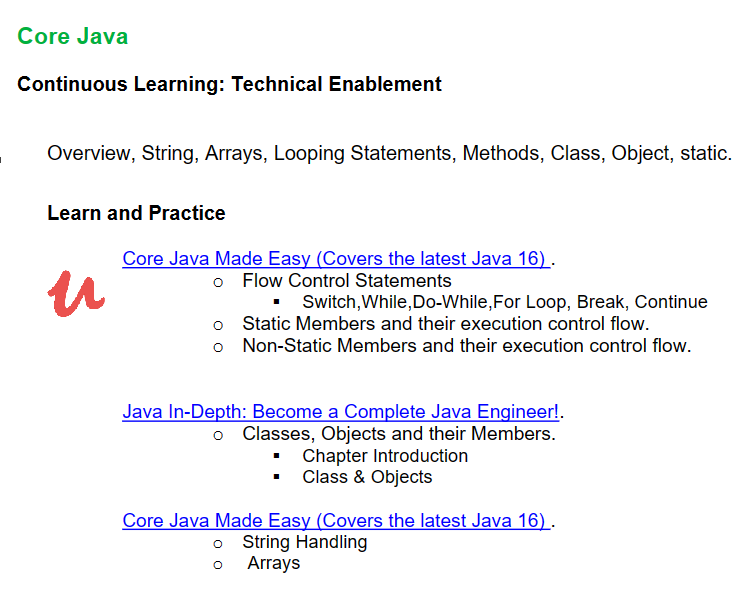 Core Java
Continuous Learning: Technical Enablement
Overview, String, Arrays, Looping Statements, Methods, Class, Object, static.
Learn and Practice
u
Core Java Made Easy (Covers the latest Java 16) .
o Flow Control Statements
▪ Switch,While,Do-While,For Loop, Break, Continue
o Static Members and their execution control flow.
o Non-Static Members and their execution control flow.
Java In-Depth: Become a Complete Java Engineer!.
o Classes, Objects and their Members.
▪ Chapter Introduction
▪ Class & Objects
Core Java Made Easy (Covers the latest Java 16) .
o String Handling
o Arrays